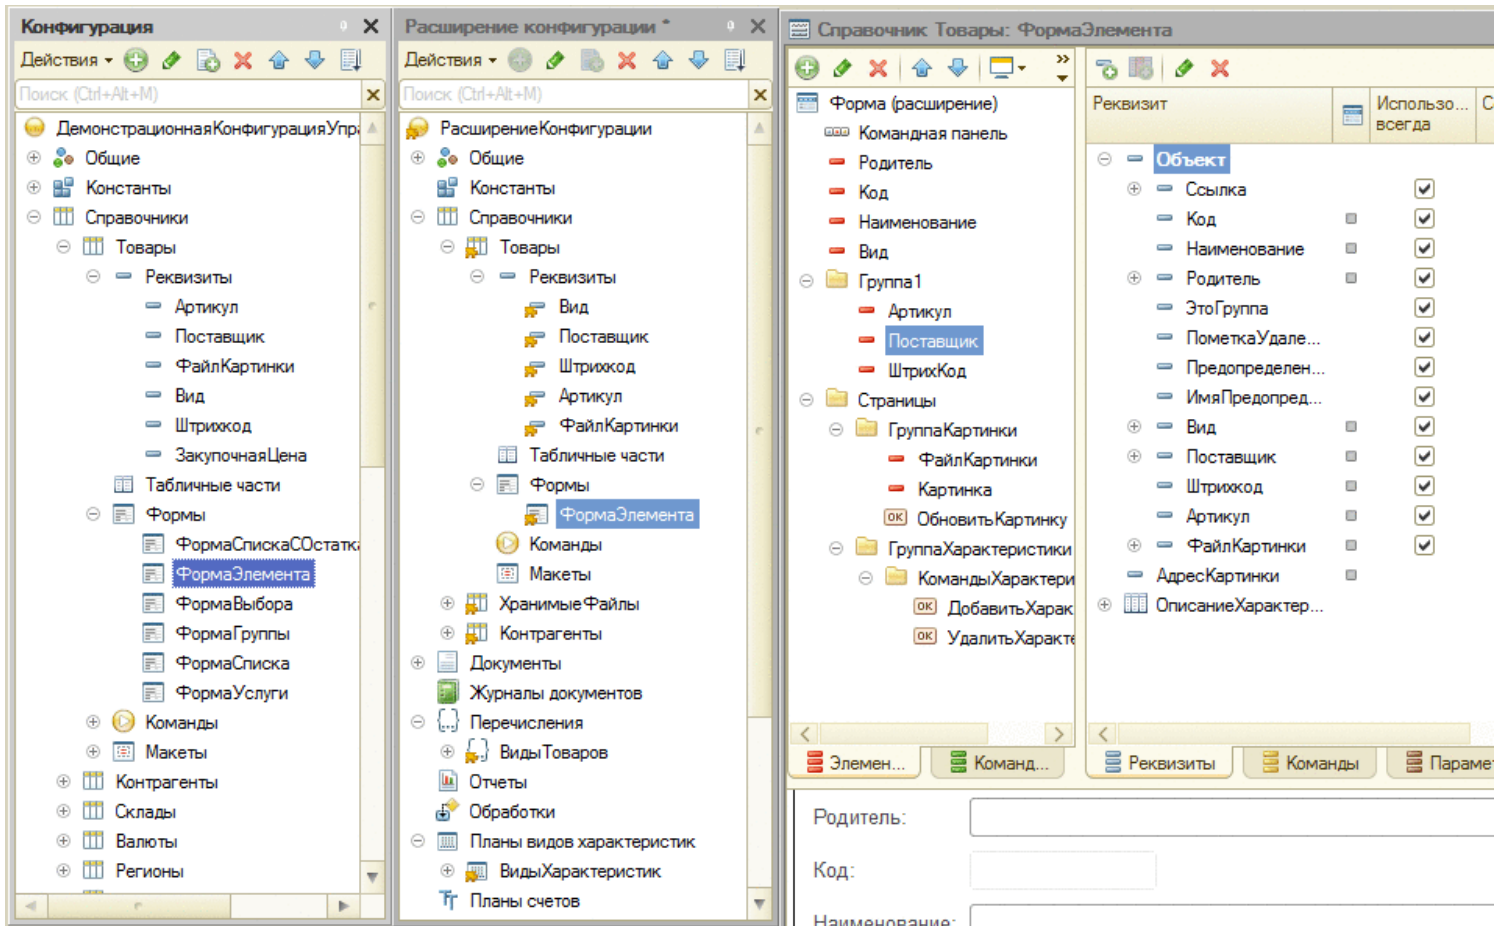 Конфигурация
Действия
Поиск (Ctrl+Alt+M)
ДемонстрационнаяКонфигурацияУпр
Общие
Константы
Справочники
Товары
Реквизиты
Артикул
Поставщик
ФайлКартинки
Вид
Штрихкод
ЗакупочнаяЦена
Табличные части
Формы
ФормаСпискаСОстатк
ФормаЭлемента
ФормаВыбора
ФормаГруппы
ФормаСписка
ФормаУслуги
Команды
Макеты
Контрагенты
Склады
Валюты
Регионы
Расширение конфигурации *
Действия
Поиск (Ctrl+Alt+M)
РасширениеКонфигурации
Общие
Константы
Справочники
Товары
Реквизиты
Вид
Поставщик
Штрихкод
Артикул
ФайлКартинки
Табличные части
Формы
ФормаЭлемента
Команды
Макеты
ХранимыеФайлы
Контрагенты
Документы
Журналы документов
Перечисления
ВидыТоваров
Отчеты
Обработки
Планы видов характеристик
ВидыХарактеристик
Планы счетов
Справочник Товары: ФормаЭлемента
Форма (расширение)
Командная панель
Родитель
Код
Наименование
Вид
Группа1
Артикул
Поставщик
ШтрихКод
Страницы
ГруппаКартинки
ФайлКартинки
Картинка
ОК ОбновитьКартинку
ГруппаХарактеристики
КомандыХарактери
ОК ДобавитьХарак
ОК УдалитьХаракте
Элемен...
Команд...
Реквизит
Использо...
всегда
С
Объект
Ссылка
Код
Наименование
Родитель
ЭтоГруппа
ПометкаУдале...
Предопределен...
ИмяПредопред...
Вид
Поставщик
Штрихкод
Артикул
ФайлКартинки
АдресКартинки
ОписаниеХарактер...
Реквизиты
Команды
Параме
Родитель:
Код:
Наименование: